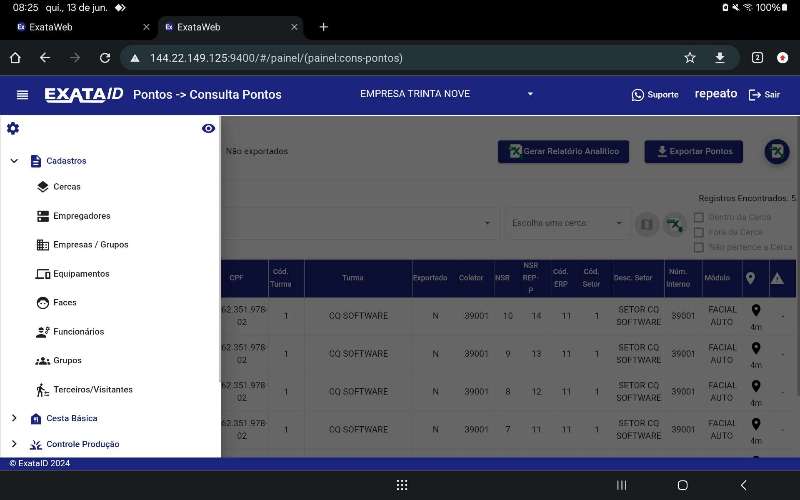 08:25 qui., 13 de jun.
100%
ExataWeb
ExataWeb
144.22.149.125:9400/#/painel/(painel:cons-pontos)
2
EXATAID Pontos -> Consulta Pontos EMPRESA TRINTA NOVE Suporte repeato Sair
Não exportados
Gerar Relatório Analítico Exportar Pontos
Cadastros
Cercas
Empregadores
Empresas / Grupos
Equipamentos
Faces
Funcionários
Grupos
Terceiros/Visitantes
Cesta Básica
Controle Produção
Registros Encontrados: 5
Escolha uma cerca
Dentro da Cerca
Fora da Cerca
Não pertence a Cerca
CPF Cód. Turma Turma Exportado Coletor NSR NSR REP-P Cód. ERP Cód. Setor Desc. Setor Núm. Interno Módulo
62.351.978-02 1 CQ SOFTWARE N 39001 10 14 11 1 SETOR CQ SOFTWARE 39001 FACIAL AUTO 4m -
62.351.978-02 1 CQ SOFTWARE N 39001 9 13 11 1 SETOR CQ SOFTWARE 39001 FACIAL AUTO 4m -
62.351.978-02 1 CQ SOFTWARE N 39001 8 12 11 1 SETOR CQ SOFTWARE 39001 FACIAL AUTO 4m -
62.351.978-02 1 CQ SOFTWARE N 39001 7 11 11 1 SETOR CQ SOFTWARE 39001 FACIAL AUTO 4m -
© ExataID 2024